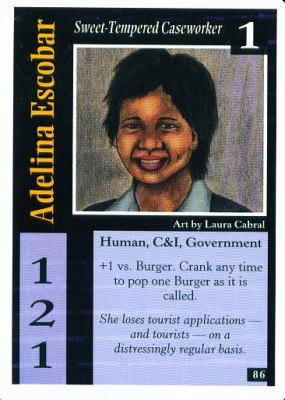 Sweet-Tempered Caseworker
1
Adelina Escobar
Art by Laura Cabral
Human, C&I, Government
+1 vs. Burger. Crank any time
to pop one Burger as it is
called.
She loses tourist applications —
and tourists — on a
distressingly regular basis.
1
2
1
86